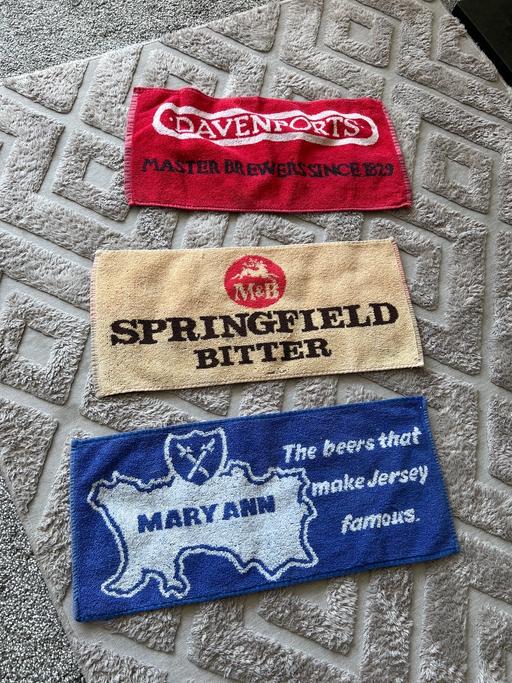 DAVENPORTS
MASTER BREWERS SINCE 1829
M&B
SPRINGFIELD
BITTER
MARY ANN
The beers that
make Jersey
famous.